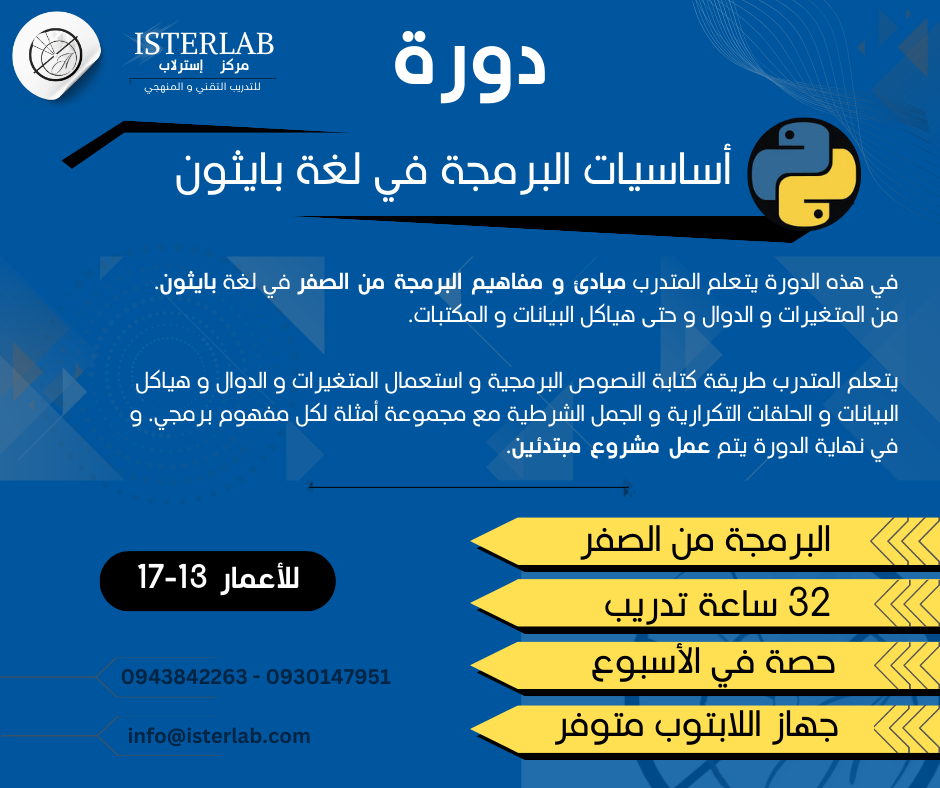 ISTERLAB
مركز إسترلاب
للتدريب التقني و المنهجي
دورة
أساسيات البرمجة في لغة بايثون
في هذه الدورة يتعلم المتدرب مبادئ و مفاهيم البرمجة من الصفر في لغة بايثون.
من المتغيرات و الدوال و حتى هياكل البيانات و المكتبات.
يتعلم المتدرب طريقة كتابة النصوص البرمجية و استعمال المتغيرات و الدوال و هياكل
البيانات و الحلقات التكرارية و الجمل الشرطية مع مجموعة أمثلة لكل مفهوم برمجي. و
في نهاية الدورة يتم عمل مشروع مبتدئين.
البرمجة من الصفر
32 ساعة تدريب
حصة في الأسبوع
جهاز اللابتوب متوفر
للأعمار 13-17
0943842263 - 0930147951
info@isterlab.com